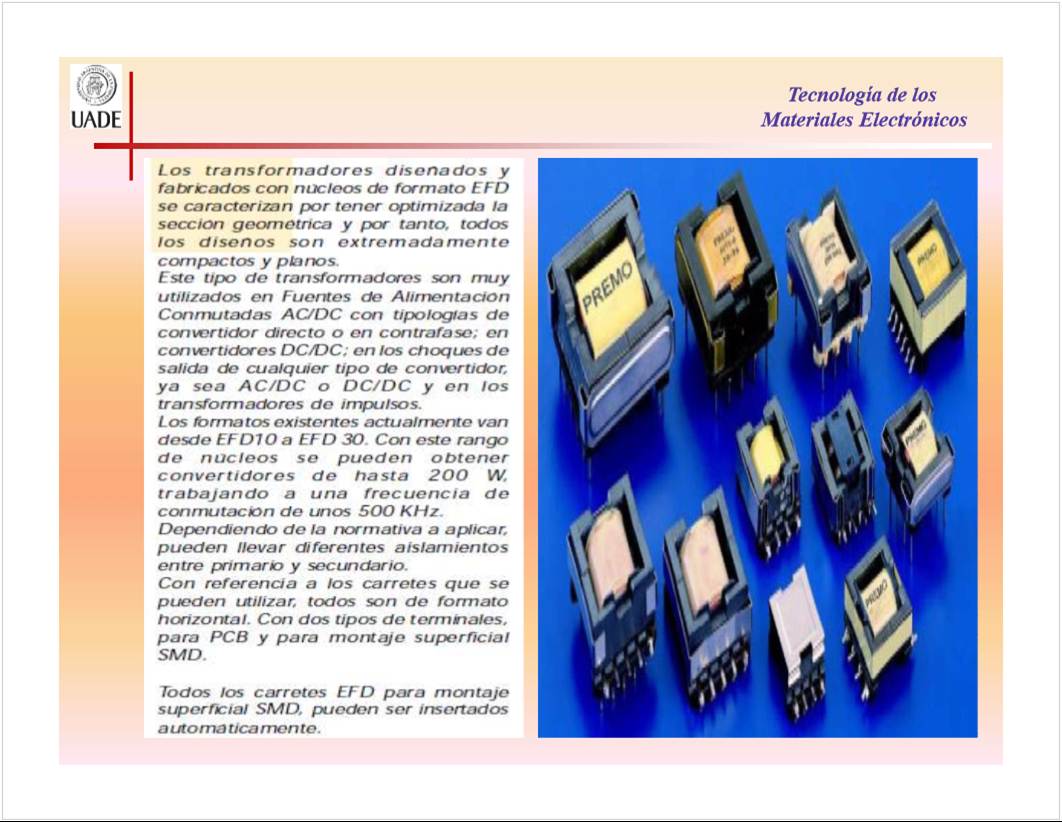 UADE
Tecnología de los
Materiales Electrónicos
Los transformadores diseñados y
fabricados con núcleos de formato EFD
se caracterizan por tener optimizada la
sección geométrica y por tanto, todos
los diseños son extremadamente
compactos y planos.
Este tipo de transformadores son muy
utilizados en Fuentes de Alimentación
Conmutadas AC/DC con tipologías de
convertidor directo o en contrafase; en
convertidores DC/DC; en los choques de
salida de cualquier tipo de convertidor,
ya sea AC/DC o DC/DC y en los
transformadores de impulsos.
Los formatos existentes actualmente van
desde EFD10 a EFD 30. Con este rango
de núcleos se pueden obtener
convertidores de hasta 200 W,
trabajando a una frecuencia de
conmutación de unos 500 KHz.
Dependiendo de la normativa a aplicar,
pueden llevar diferentes aislamientos
entre primario y secundario.
Con referencia a los carretes que se
pueden utilizar, todos son de formato
horizontal. Con dos tipos de terminales,
para PCB y para montaje superficial
SMD.
Todos los carretes EFD para montaje
superficial SMD, pueden ser insertados
automáticamente.
PREMO
PREMO
PREMO
PREMO